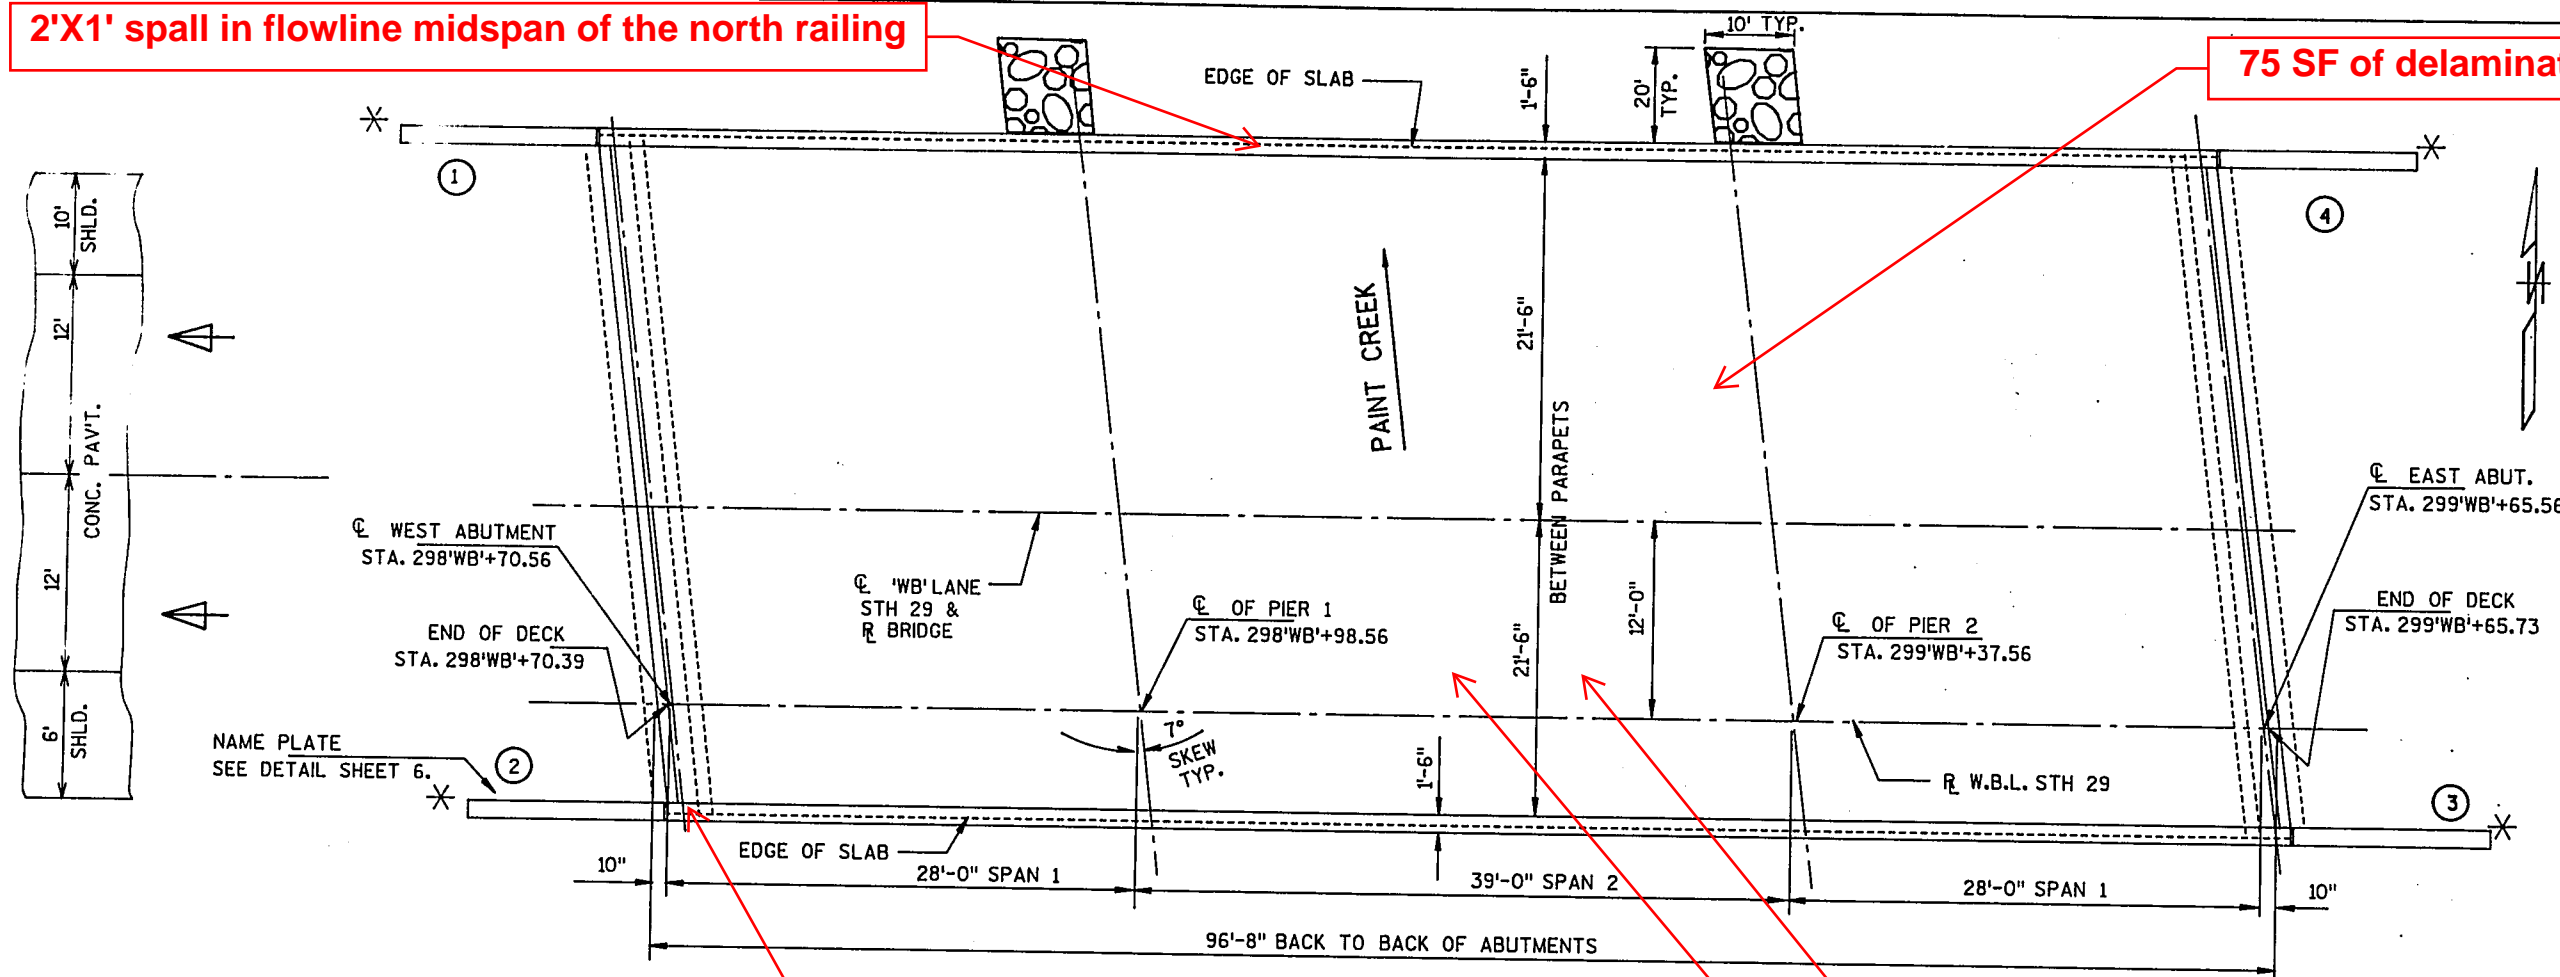 2'X1' spall in flowline midspan of the north railing
10' TYP.
75 SF of delaminat
EDGE OF SLAB
1'-6"
20'
TYP.
1
4
10'
SHLD.
12'
CONC. PAV'T.
12'
6'
SHLD.
PAINT CREEK
21'-6"
BETWEEN PARAPETS
21'-6"
12'-0"
N
℄ EAST ABUT.
STA. 299'WB'+65.56
℄ WEST ABUTMENT
STA. 298'WB'+70.56
℄ 'WB' LANE
STH 29 &
R̲L BRIDGE
℄ OF PIER 1
STA. 298'WB'+98.56
END OF DECK
STA. 299'WB'+65.73
END OF DECK
STA. 298'WB'+70.39
℄ OF PIER 2
STA. 299'WB'+37.56
NAME PLATE
SEE DETAIL SHEET 6.
2
7°
SKEW
TYP.
1'-6"
RL W.B.L. STH 29
3
EDGE OF SLAB
10"
28'-0" SPAN 1
39'-0" SPAN 2
28'-0" SPAN 1
10"
96'-8" BACK TO BACK OF ABUTMENTS